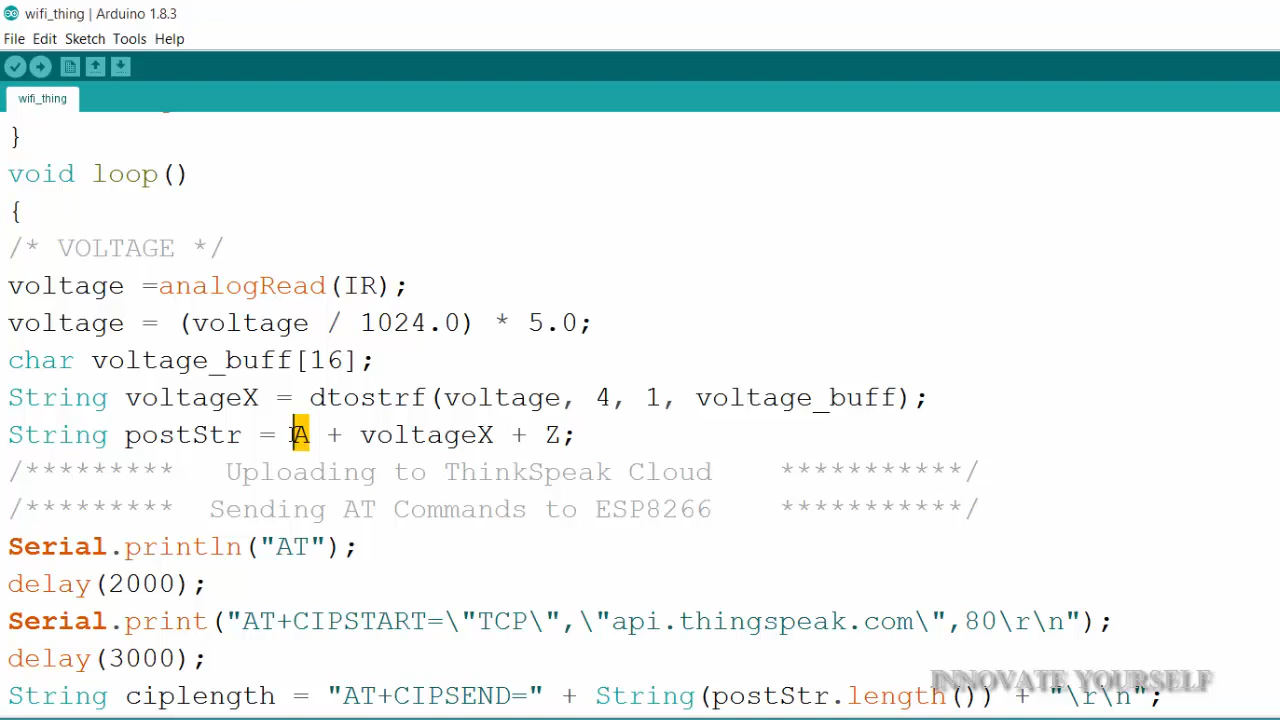 wifi_thing | Arduino 1.8.3
File Edit Sketch Tools Help
wifi_thing
}
void loop()
{
/* VOLTAGE */
voltage =analogRead(IR);
voltage = (voltage / 1024.0) * 5.0;
char voltage_buff[16];
String voltageX = dtostrf(voltage, 4, 1, voltage_buff);
String postStr = A + voltageX + Z;
/********* Uploading to ThinkSpeak Cloud ***********/
/********* Sending AT Commands to ESP8266 ***********/
Serial.println("AT");
delay(2000);
Serial.print("AT+CIPSTART=\"TCP\",\"api.thingspeak.com\",80\r\n");
delay(3000);
String ciplength = "AT+CIPSEND=" + String(postStr.length()) + "\r\n";
INNOVATE YOURSELF